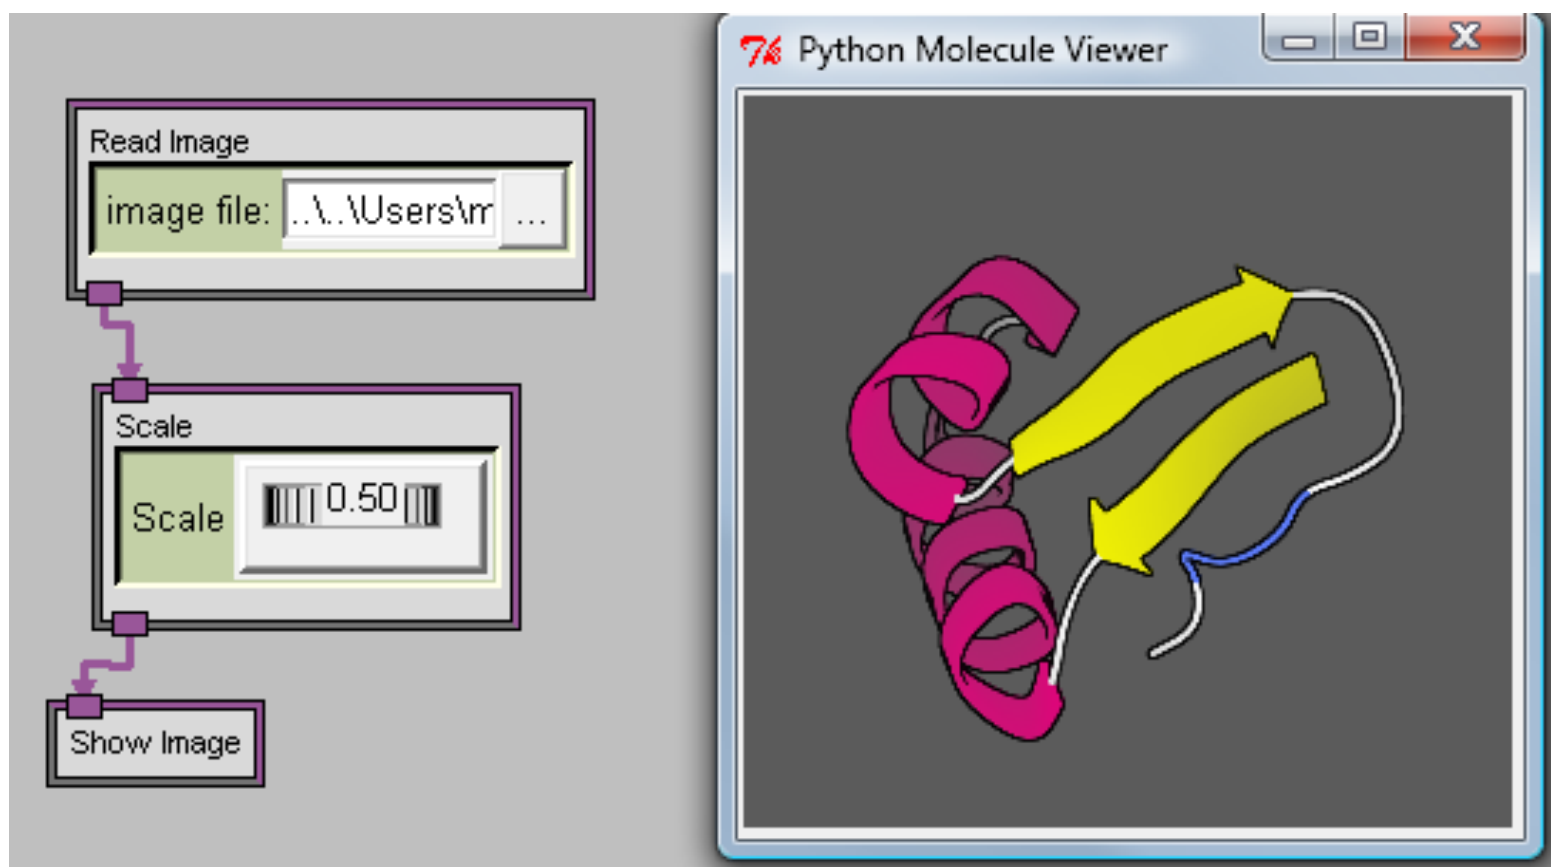 Read Image
image file: ..\..\Users\m ...
Scale
Scale 0.50
Show Image
Python Molecule Viewer